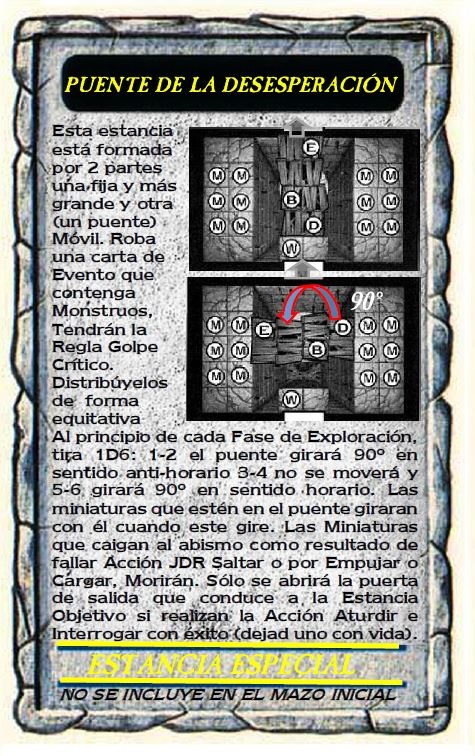 PUENTE DE LA DESESPERACIÓN
Esta estancia
está formada
por 2 partes
una fija y más
grande y otra
(un puente)
Móvil. Roba
una carta de
Evento que
contenga
Monstruos,
Tendrán la
Regla Golpe
Crítico.
Distribúyelos
de forma
equitativa
E
M M M M
M M B M M
M M D M M
W
90°
E D
M M M M
M M B M M
M M M M
W
Al principio de cada Fase de Exploración,
tira 1D6: 1-2 el puente girará 90º en
sentido anti-horario 3-4 no se moverá y
5-6 girará 90º en sentido horario. Las
miniaturas que estén en el puente giraran
con él cuando este gire. Las Miniaturas
que caigan al abismo como resultado de
fallar Acción JDR Saltar o por Empujar o
Cargar, Morirán. Sólo se abrirá la puerta
de salida que conduce a la Estancia
Objetivo si realizan la Acción Aturdir e
Interrogar con éxito (dejad uno con vida).
ESTANCIA ESPECIAL
NO SE INCLUYE EN EL MAZO INICIAL